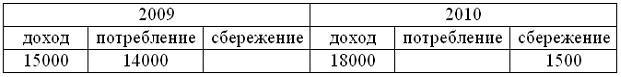 2009 2010
доход потребление сбережение доход потребление сбережение
15000 14000 18000 1500